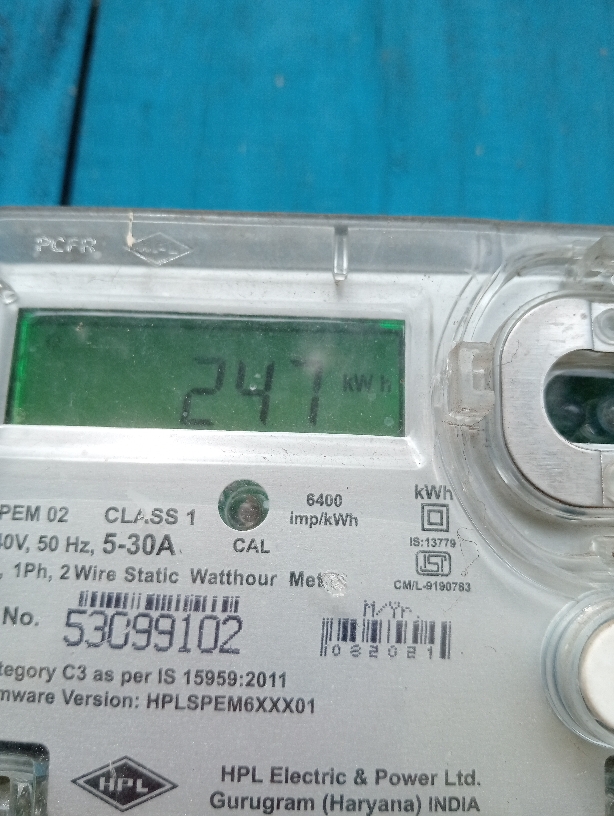 PCFR
247 kWh
PEM 02 CLASS 1
6400
imp/kWh
kWh
40V, 50 Hz, 5-30A
CAL
IS:13779
ISI
, 1Ph, 2 Wire Static Watthour
CM/L-9190783
No. 53099102
M/Yr
082021
tegory C3 as per IS 15959:2011
mware Version: HPLSPEM6XXX01
HPL
HPL Electric & Power Ltd.
Gurugram (Haryana) INDIA